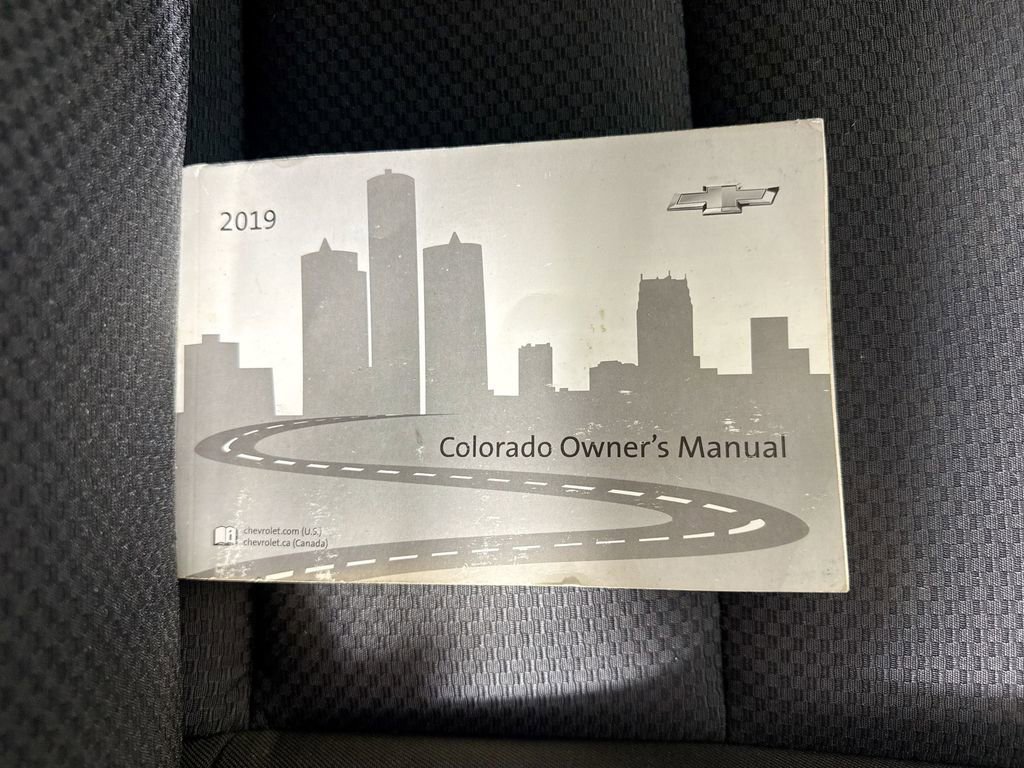 2019
Colorado Owner's Manual
chevrolet.com (U.S.)
chevrolet.ca (Canada)